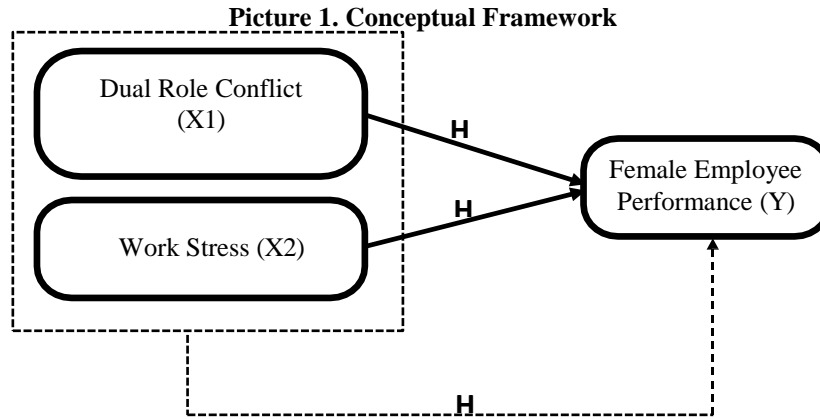 Picture 1. Conceptual Framework
Dual Role Conflict
(X1)
H
Female Employee
Performance (Y)
H
Work Stress (X2)
H